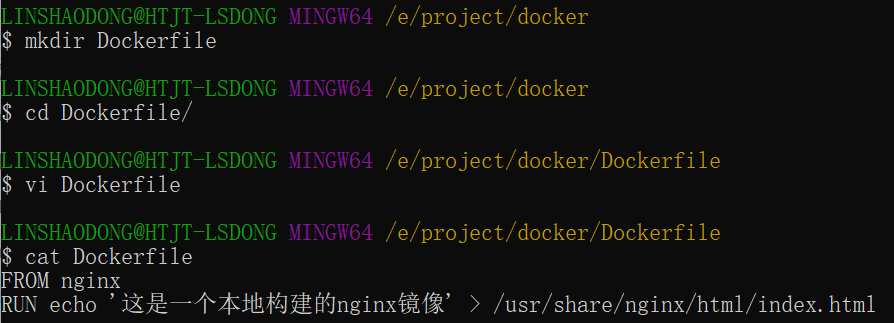 LINSHAODONG@HTJT-LSDONG MINGW64 /e/project/docker
$ mkdir Dockerfile
LINSHAODONG@HTJT-LSDONG MINGW64 /e/project/docker
$ cd Dockerfile/
LINSHAODONG@HTJT-LSDONG MINGW64 /e/project/docker/Dockerfile
$ vi Dockerfile
LINSHAODONG@HTJT-LSDONG MINGW64 /e/project/docker/Dockerfile
$ cat Dockerfile
FROM nginx
RUN echo '这是一个本地构建的nginx镜像' > /usr/share/nginx/html/index.html